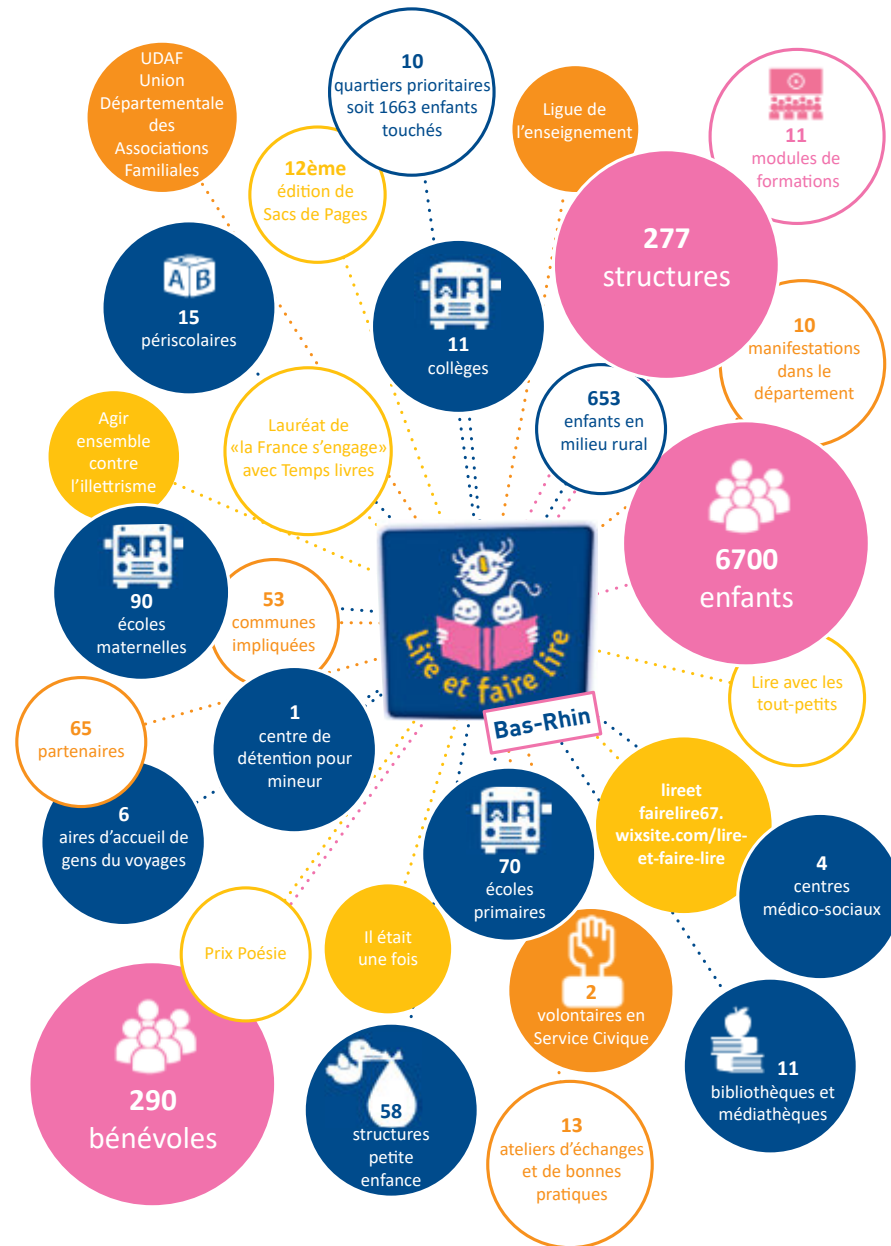 UDAF
Union
Départementale
des
Associations
Familiales
10
quartiers prioritaires
soit 1663 enfants
touchés
Ligue de
l'enseignement
11
modules de
formations
12ème
édition de
Sacs de Pages
277
structures
A B
15
périscolaires
11
collèges
10
manifestations
dans le
département
653
enfants en
milieu rural
Agir
ensemble
contre
l'illettrisme
Lauréat de
«la France s'engage»
avec Temps livres
6700
enfants
90
écoles
maternelles
53
communes
impliquées
Lire et faire lire
Bas-Rhin
Lire avec les
tout-petits
65
partenaires
1
centre de
détention pour
mineur
6
aires d'accueil de
gens du voyages
70
écoles
primaires
lireet
fairelire67.
wixsite.com/lire-
et-faire-lire
4
centres
médico-sociaux
Prix Poésie
Il était
une fois
2
volontaires en
Service Civique
290
bénévoles
58
structures
petite
enfance
11
bibliothèques et
médiathèques
13
ateliers d'échanges
et de bonnes
pratiques